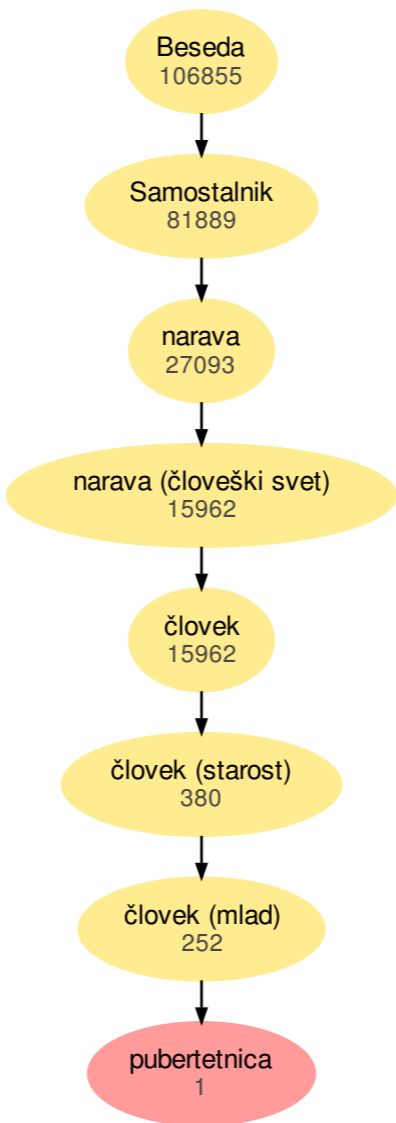 Beseda
106855
Samostalnik
81889
narava
27093
narava (človeški svet)
15962
človek
15962
človek (starost)
380
človek (mlad)
252
pubertetnica
1